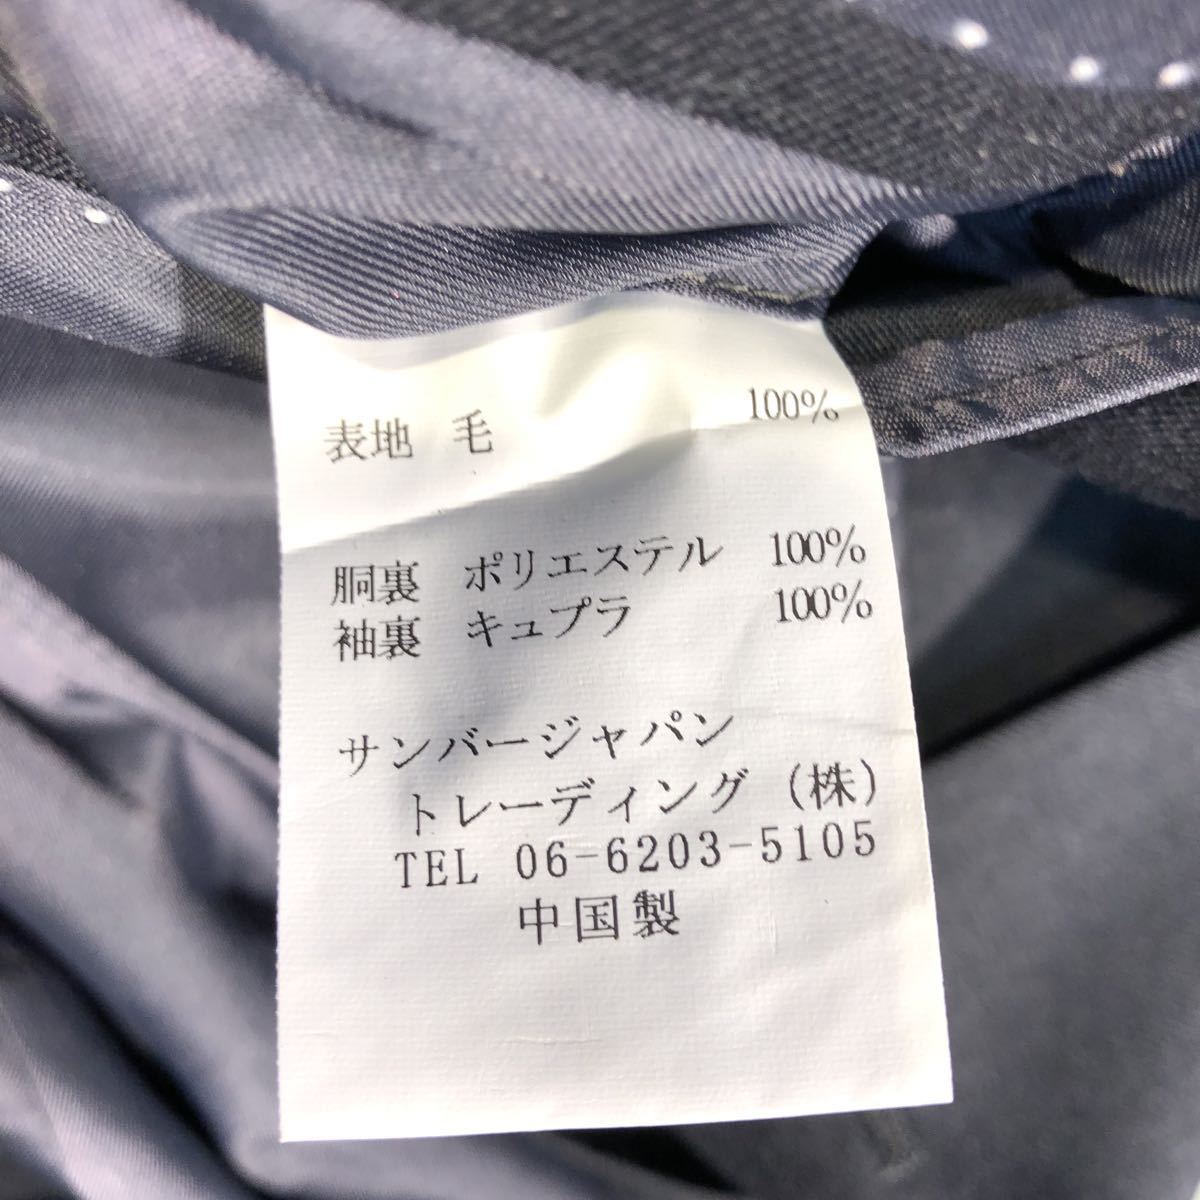 表地 毛 100%
胴裏 ポリエステル 100%
袖裏 キュプラ 100%
サンバージャパン
トレーディング (株)
TEL 06-6203-5105
中国製